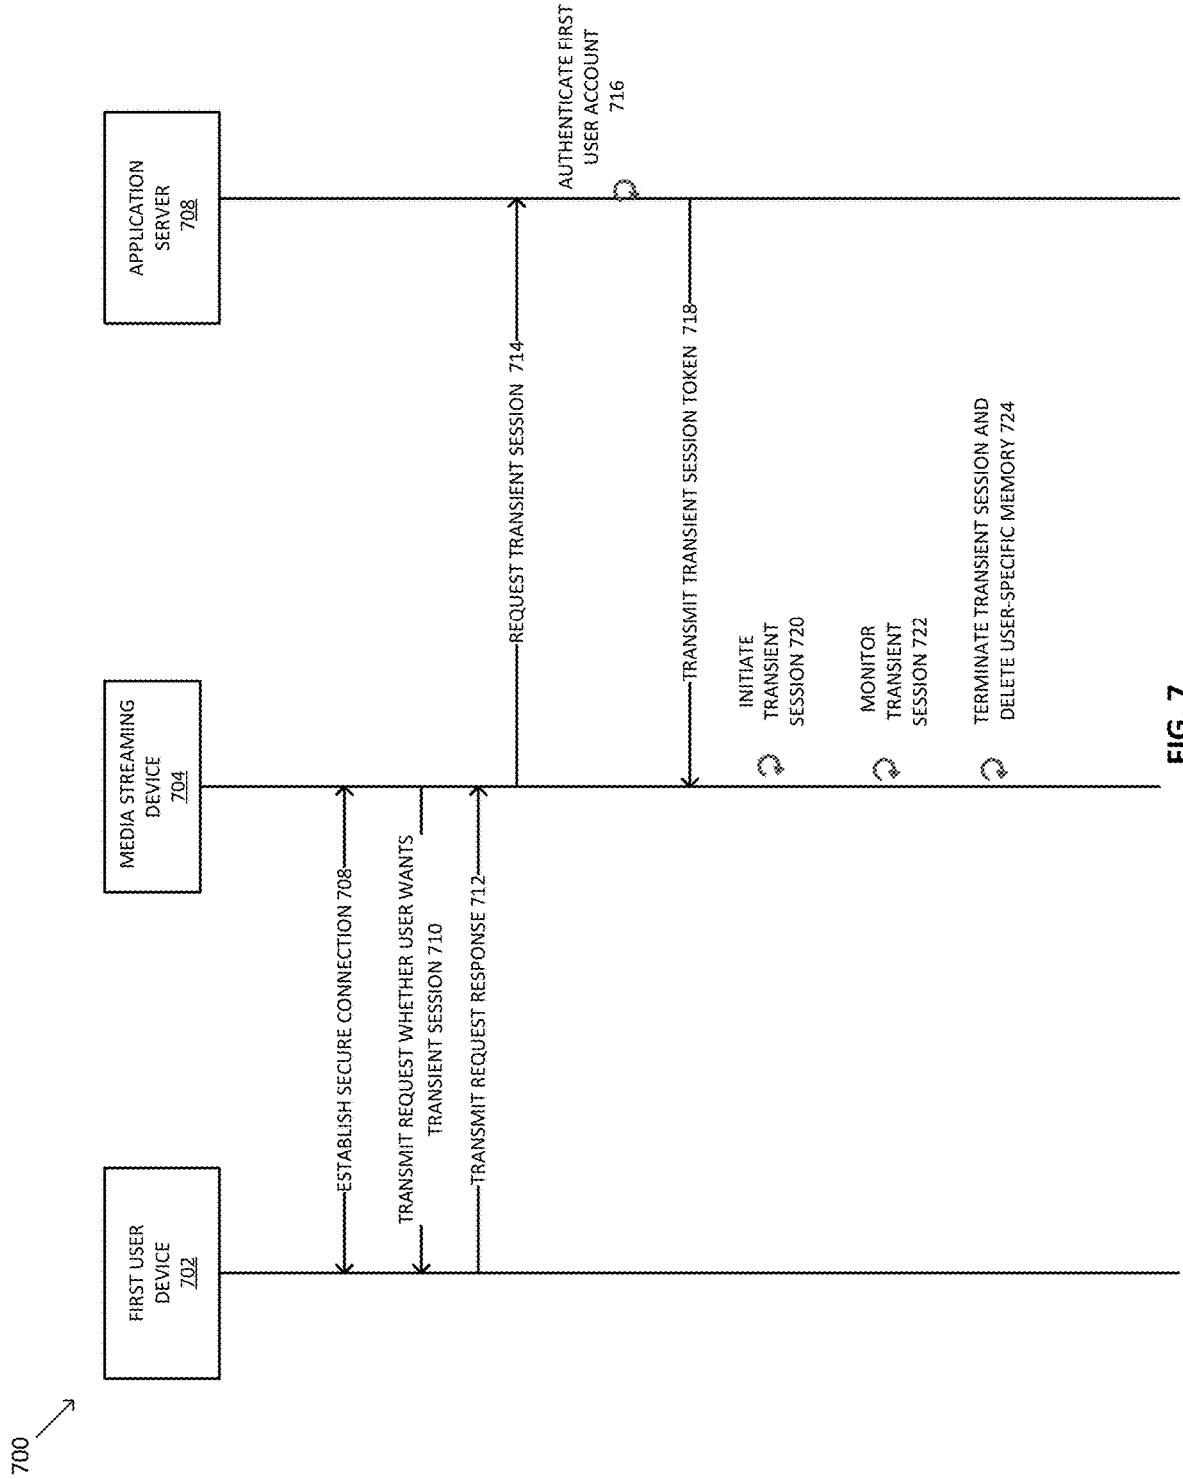 700
FIRST USER
DEVICE
702
MEDIA STREAMING
DEVICE
704
APPLICATION
SERVER
708
ESTABLISH SECURE CONNECTION 708
TRANSMIT REQUEST WHETHER USER WANTS
TRANSIENT SESSION 710
TRANSMIT REQUEST RESPONSE 712
REQUEST TRANSIENT SESSION 714
AUTHENTICATE FIRST
USER ACCOUNT
716
TRANSMIT TRANSIENT SESSION TOKEN 718
INITIATE
TRANSIENT
SESSION 720
MONITOR
TRANSIENT
SESSION 722
TERMINATE TRANSIENT SESSION AND
DELETE USER-SPECIFIC MEMORY 724
FIG. 7